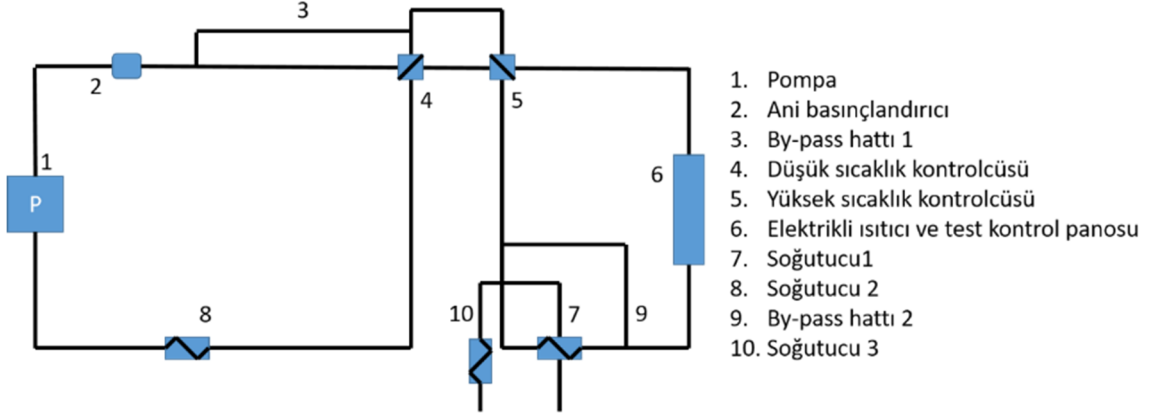 3
2
4
5
1
P
6
8
10
7
9
1. Pompa
2. Ani basınçlandırıcı
3. By-pass hattı 1
4. Düşük sıcaklık kontrolcüsü
5. Yüksek sıcaklık kontrolcüsü
6. Elektrikli ısıtıcı ve test kontrol panosu
7. Soğutucu1
8. Soğutucu 2
9. By-pass hattı 2
10. Soğutucu 3